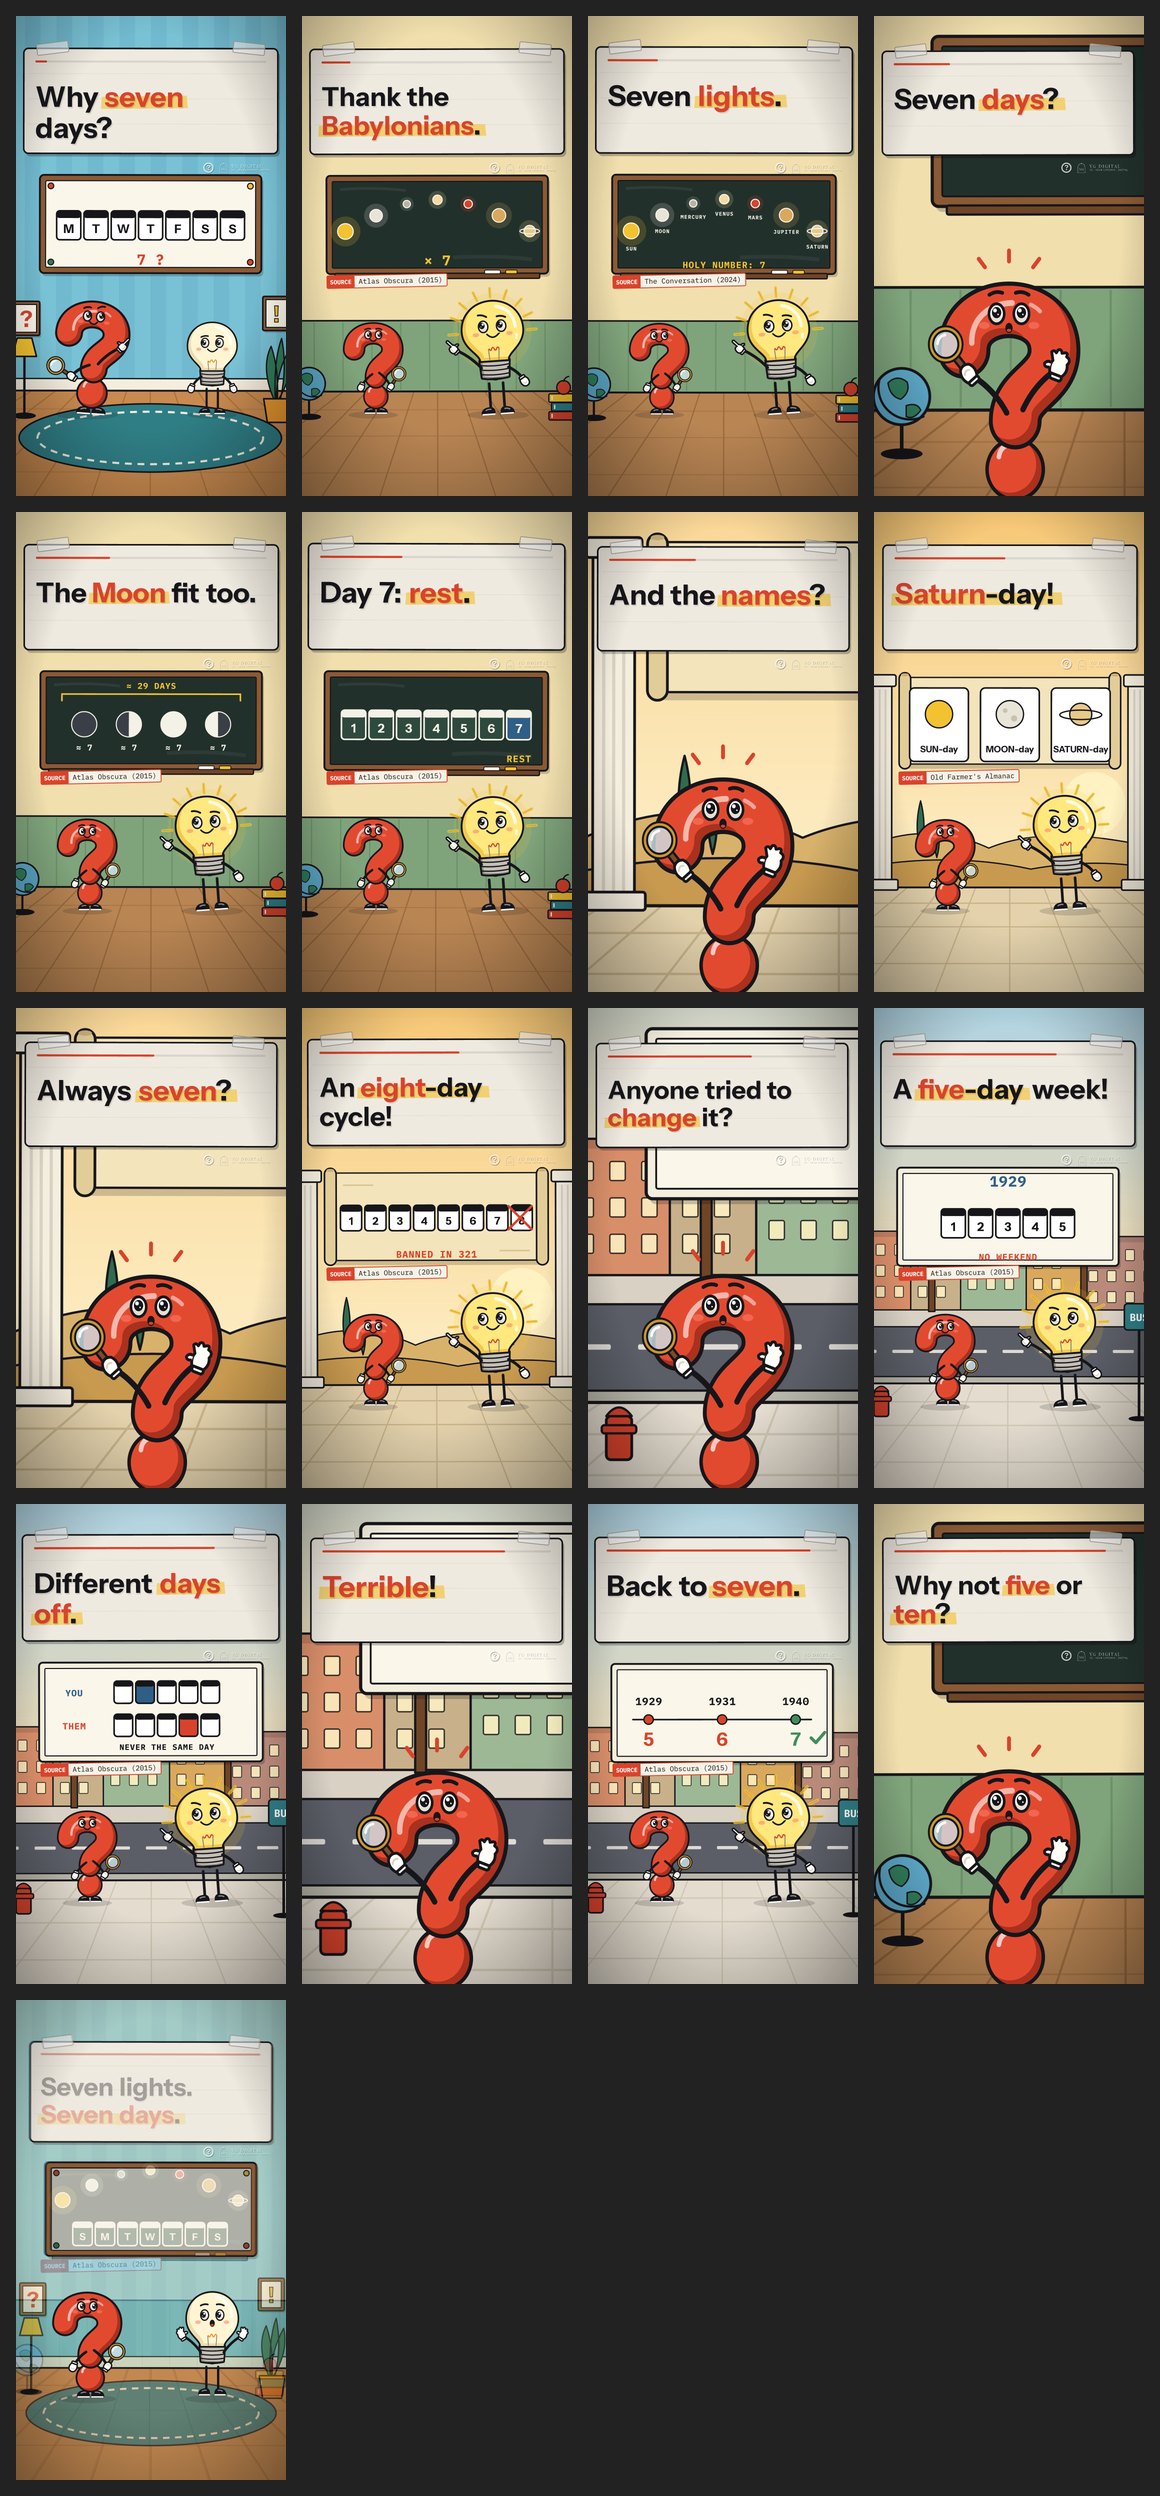 Why seven
days?
M T W T F S S
7 ?
?
!
Thank the
Babylonians.
× 7
SOURCE Atlas Obscura (2015)
Seven lights.
SUN
MOON
MERCURY
VENUS
MARS
JUPITER
SATURN
HOLY NUMBER: 7
SOURCE The Conversation (2024)
Seven days?
YG DIGITAL
The Moon fit too.
≈ 29 DAYS
≈ 7 ≈ 7 ≈ 7 ≈ 7
SOURCE Atlas Obscura (2015)
Day 7: rest.
1 2 3 4 5 6 7
REST
SOURCE Atlas Obscura (2015)
And the names?
Saturn-day!
SUN-day MOON-day SATURN-day
SOURCE Old Farmer's Almanac
Always seven?
An eight-day
cycle!
1 2 3 4 5 6 7 8
BANNED IN 321
SOURCE Atlas Obscura (2015)
Anyone tried to
change it?
A five-day week!
1929
1 2 3 4 5
NO WEEKEND
SOURCE Atlas Obscura (2015)
BUS
Different days
off.
YOU
THEM
NEVER THE SAME DAY
SOURCE Atlas Obscura (2015)
BU
Terrible!
Back to seven.
1929 1931 1940
5 6 7
SOURCE Atlas Obscura (2015)
BUS
Why not five or
ten?
YG DIGITAL
Seven lights.
Seven days.
S M T W T F S
SOURCE Atlas Obscura (2015)
?
!